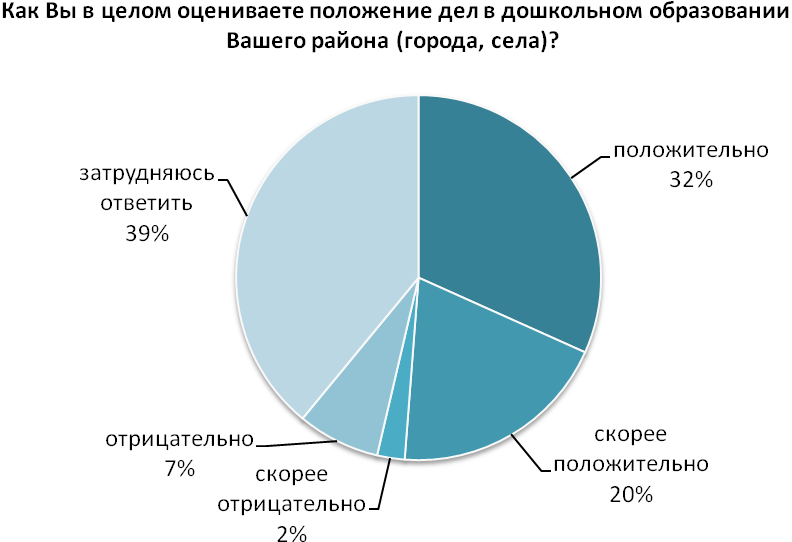 Как Вы в целом оцениваете положение дел в дошкольном образовании
Вашего района (города, села)?
положительно
32%
скорее
положительно
20%
скорее
отрицательно
2%
отрицательно
7%
затрудняюсь
ответить
39%